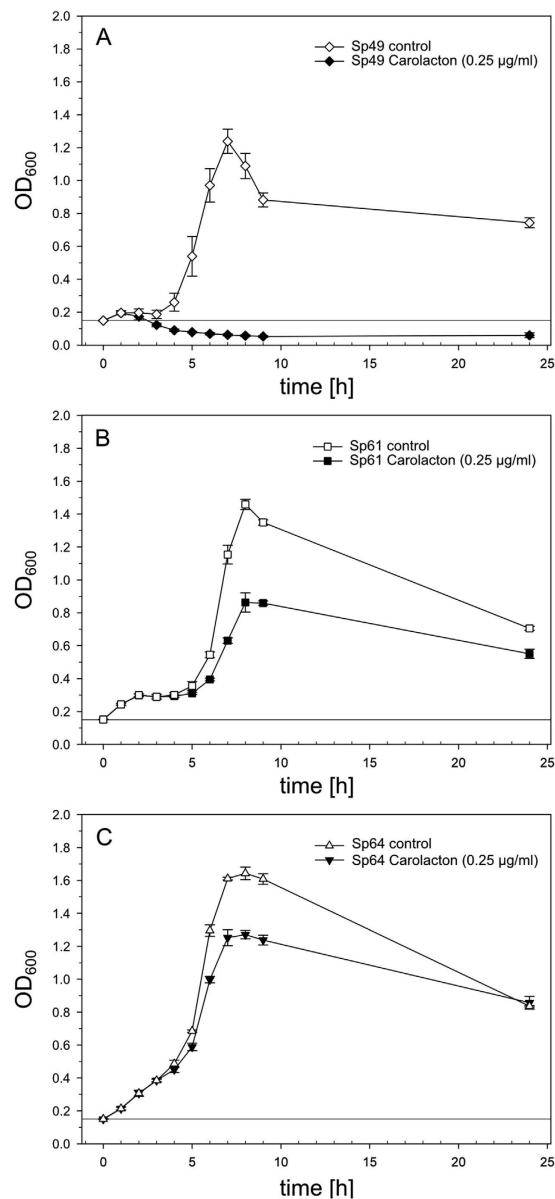 A
Sp49 control
Sp49 Carolacton (0.25 µg/ml)
OD600
2.0
1.8
1.6
1.4
1.2
1.0
0.8
0.6
0.4
0.2
0.0
0 5 10 15 20 25
time [h]
B
Sp61 control
Sp61 Carolacton (0.25 µg/ml)
OD600
2.0
1.8
1.6
1.4
1.2
1.0
0.8
0.6
0.4
0.2
0.0
0 5 10 15 20 25
time [h]
C
Sp64 control
Sp64 Carolacton (0.25 µg/ml)
OD600
2.0
1.8
1.6
1.4
1.2
1.0
0.8
0.6
0.4
0.2
0.0
0 5 10 15 20 25
time [h]